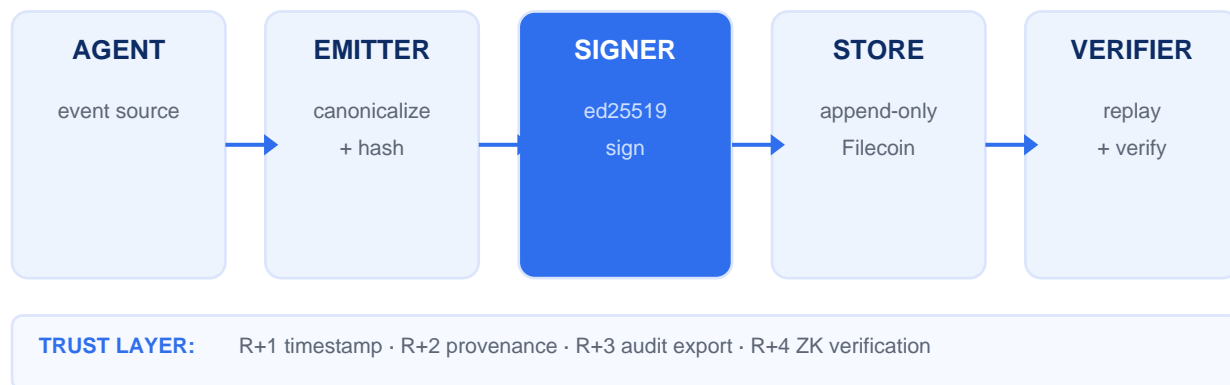 AGENT
event source
EMITTER
canonicalize
+ hash
SIGNER
ed25519
sign
STORE
append-only
Filecoin
VERIFIER
replay
+ verify
TRUST LAYER: R+1 timestamp · R+2 provenance · R+3 audit export · R+4 ZK verification